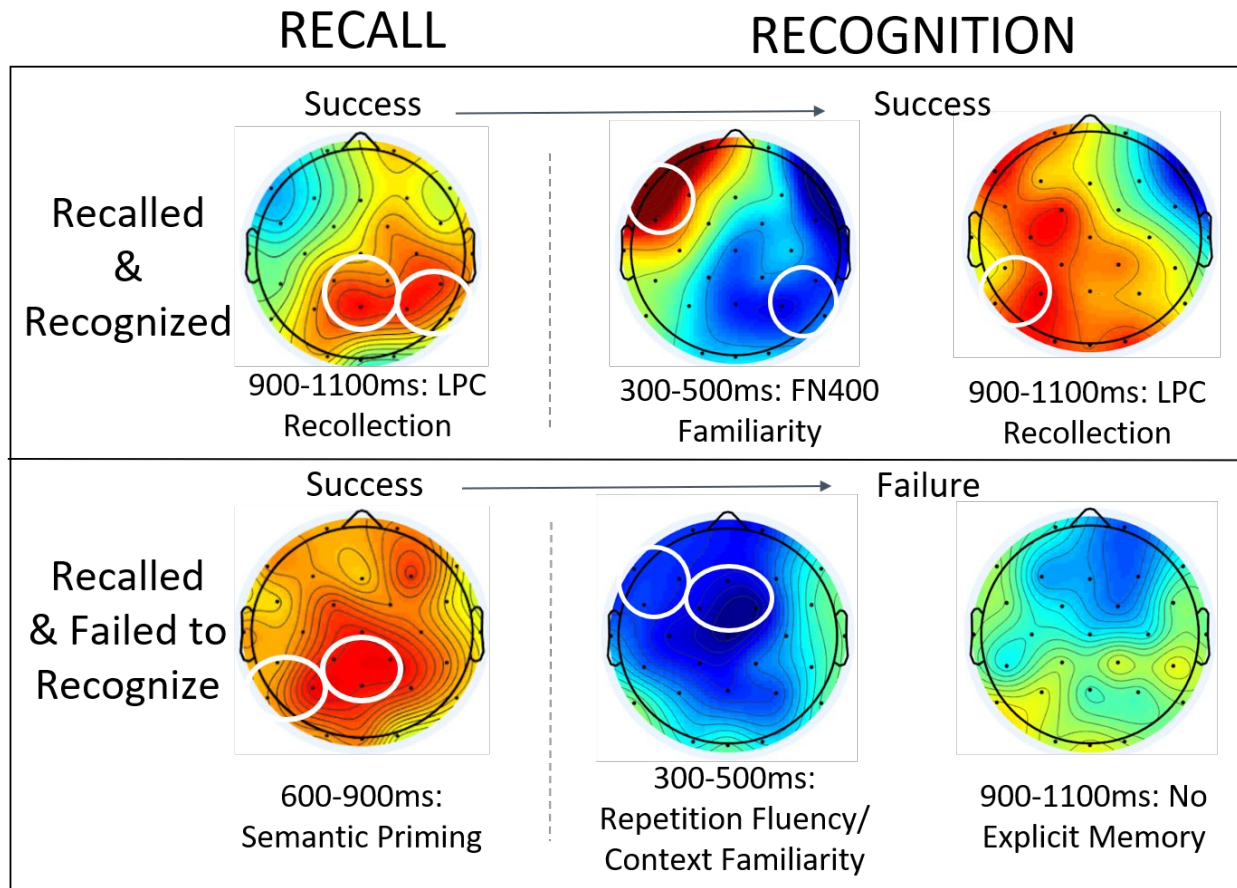 RECALL
RECOGNITION
Success
Success
Recalled
&
Recognized
900-1100ms: LPC
Recollection
300-500ms: FN400
Familiarity
900-1100ms: LPC
Recollection
Success
Failure
Recalled
& Failed to
Recognize
600-900ms:
Semantic Priming
300-500ms:
Repetition Fluency/
Context Familiarity
900-1100ms: No
Explicit Memory